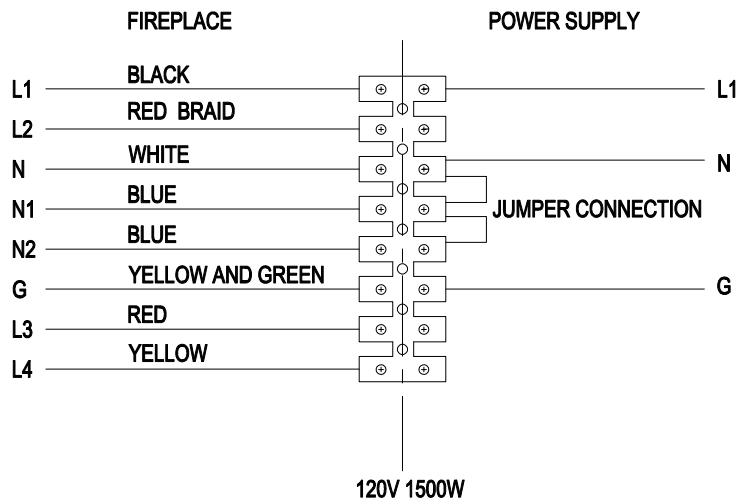 FIREPLACE POWER SUPPLY
L1 BLACK L1
L2 RED BRAID
N WHITE N
N1 BLUE JUMPER CONNECTION
N2 BLUE
G YELLOW AND GREEN G
L3 RED
L4 YELLOW
120V 1500W